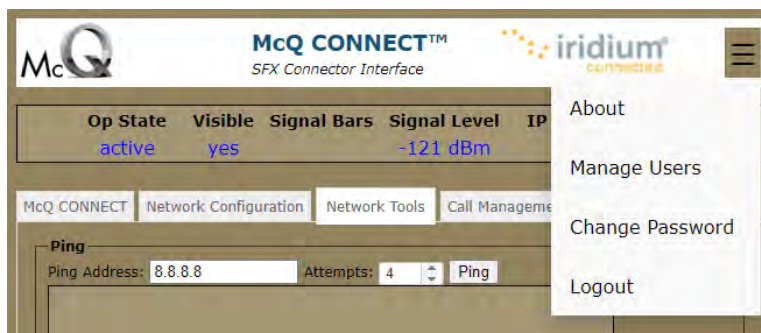 McQ
McQ CONNECT™
SFX Connector Interface
iridium®
connected
About
Manage Users
Change Password
Logout
Op State Visible Signal Bars Signal Level IP
active yes -121 dBm
McQ CONNECT Network Configuration Network Tools Call Manageme
Ping
Ping Address: 8.8.8.8 Attempts: 4 Ping